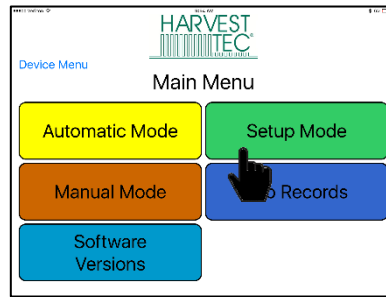 HARVEST
TEC
Device Menu
Main Menu
Automatic Mode
Setup Mode
Manual Mode
Records
Software
Versions